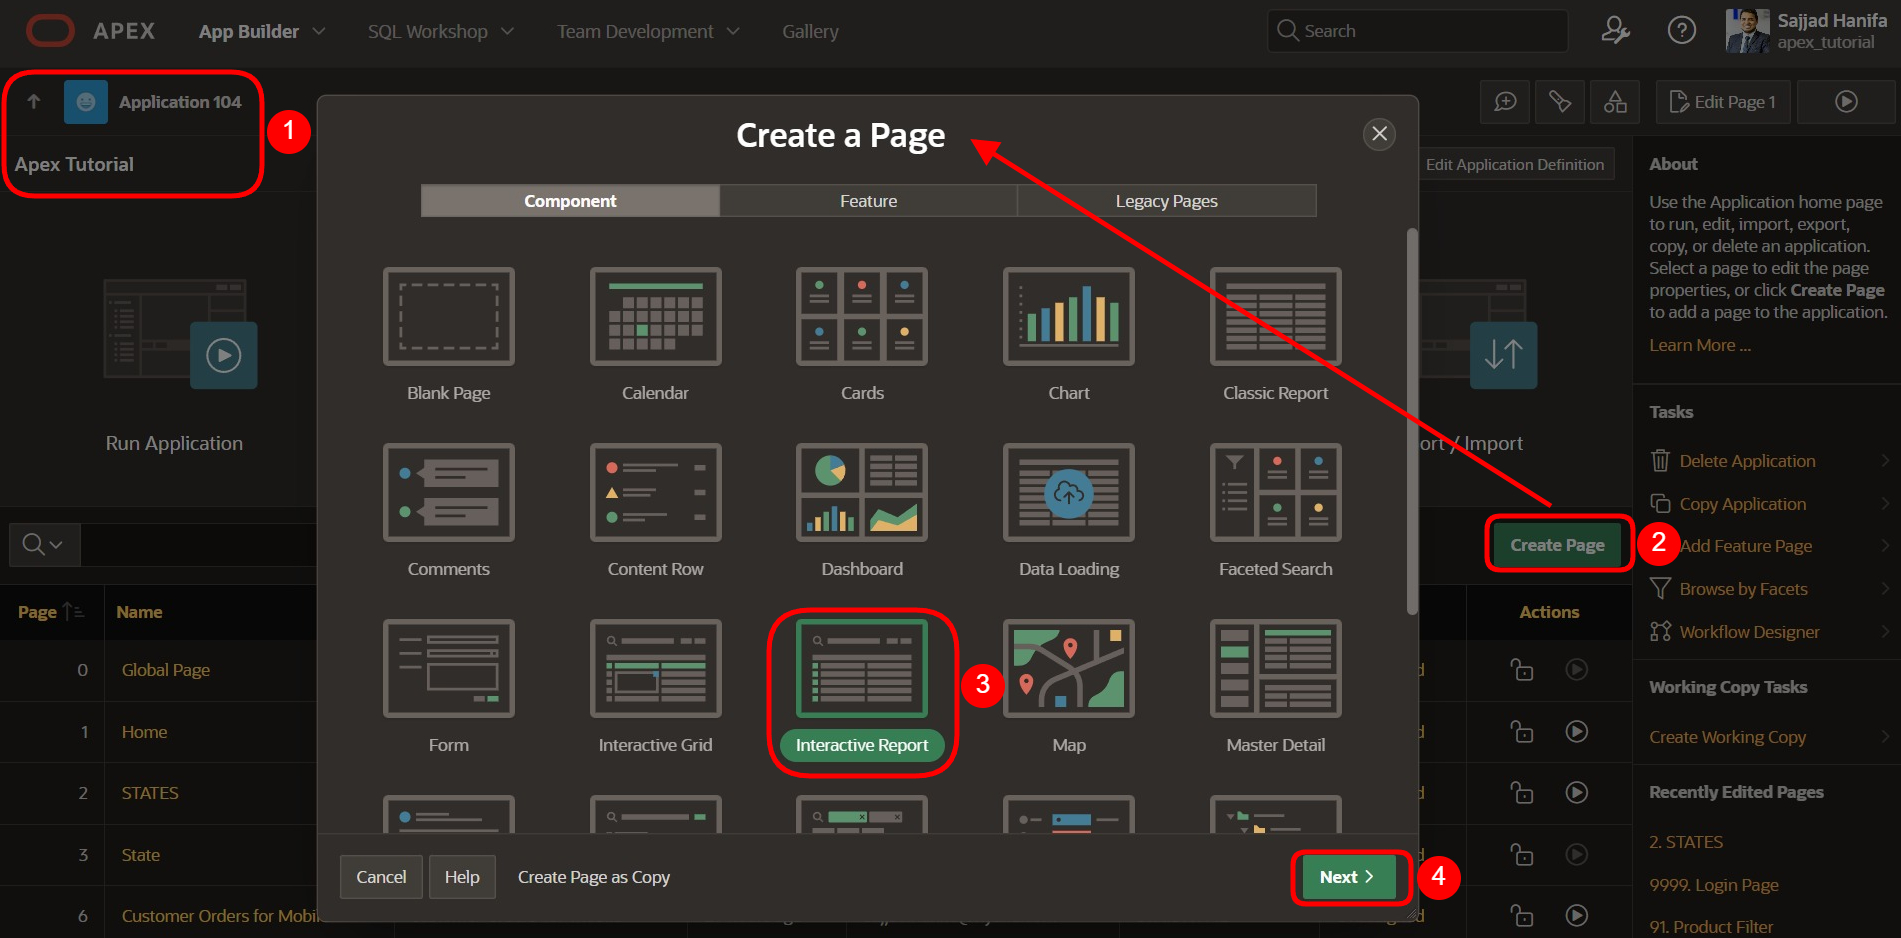 APEX
App Builder
SQL Workshop
Team Development
Gallery
Search
Sajjad Hanifa
apex_tutorial
Application 104
1
Apex Tutorial
Edit Page 1
Edit Application Definition
Create a Page
Component
Feature
Legacy Pages
Blank Page
Calendar
Cards
Chart
Classic Report
Comments
Content Row
Dashboard
Data Loading
Faceted Search
Form
Interactive Grid
Interactive Report
3
Map
Master Detail
Cancel
Help
Create Page as Copy
Next
4
Run Application
ort / Import
Create Page
2
Page
Name
Actions
0
Global Page
1
Home
2
STATES
3
State
6
Customer Orders for Mobi
About
Use the Application home page
to run, edit, import, export,
copy, or delete an application.
Select a page to edit the page
properties, or click Create Page
to add a page to the application.
Learn More ...
Tasks
Delete Application
Copy Application
Add Feature Page
Browse by Facets
Workflow Designer
Working Copy Tasks
Create Working Copy
Recently Edited Pages
2. STATES
9999. Login Page
91. Product Filter